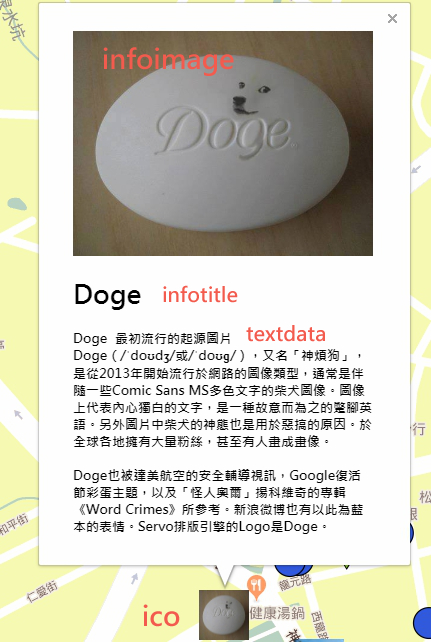 泉水坑
×
infoimage
Doge
Doge infotitle
textdata
Doge 最初流行的起源圖片
Doge（/ˈdoʊdʒ/或/ˈdoʊɡ/），又名「神煩狗」，
是從2013年開始流行於網路的圖像類型，通常是伴
隨一些Comic Sans MS多色文字的柴犬圖像。圖像
上代表內心獨白的文字，是一種故意而為之的蹩腳英
語。另外圖片中柴犬的神態也是用於惡搞的原因。於
全球各地擁有大量粉絲，甚至有人畫成畫像。
Doge也被達美航空的安全輔導視訊，Google復活
節彩蛋主題，以及「怪人奧爾」揚科維奇的專輯
《Word Crimes》所參考。新浪微博也有以此為藍
本的表情。Servo排版引擎的Logo是Doge。
行
松
和平街
仁愛街
龍元路
ico
健康湯鍋